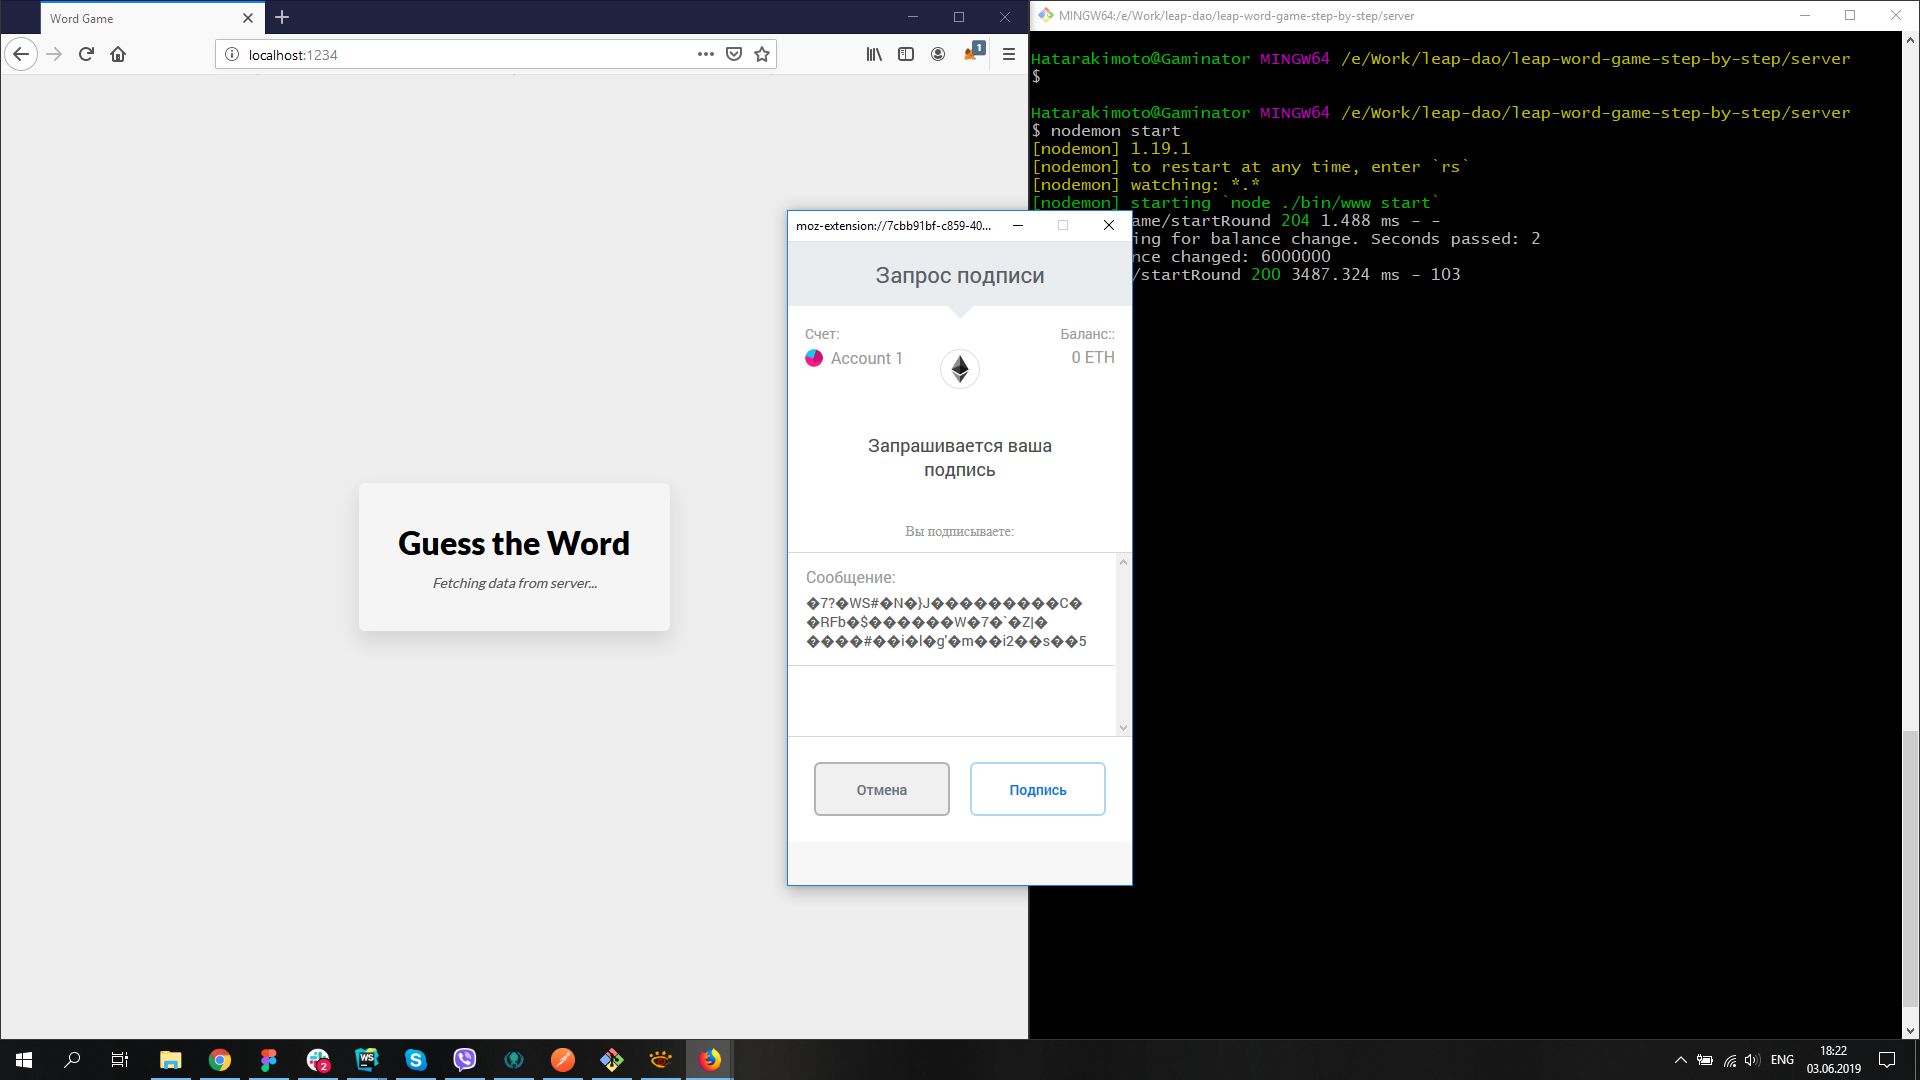 Word Game
localhost:1234
1
Guess the Word
Fetching data from server...
MINGW64:/e/Work/leap-dao/leap-word-game-step-by-step/server
Hatarakimoto@Gaminator MINGW64 /e/Work/leap-dao/leap-word-game-step-by-step/server
$
Hatarakimoto@Gaminator MINGW64 /e/Work/leap-dao/leap-word-game-step-by-step/server
$ nodemon start
[nodemon] 1.19.1
[nodemon] to restart at any time, enter `rs`
[nodemon] watching: *.*
[nodemon] starting `node ./bin/www start`
ame/startRound 204 1.488 ms - -
ing for balance change. Seconds passed: 2
nce changed: 6000000
/startRound 200 3487.324 ms - 103
moz-extension://7cbb91bf-c859-40...
Запрос подписи
Счет:
Баланс::
Account 1
0 ETH
Запрашивается ваша
подпись
Вы подписываете:
Сообщение:
�7?�WS#�N�}J���������C�
�RFb�$������W�7�`�Z|�
����#��i�l�g'�m��i2��s��5
Отмена
Подпись
2
WS
ENG
18:22
03.06.2019